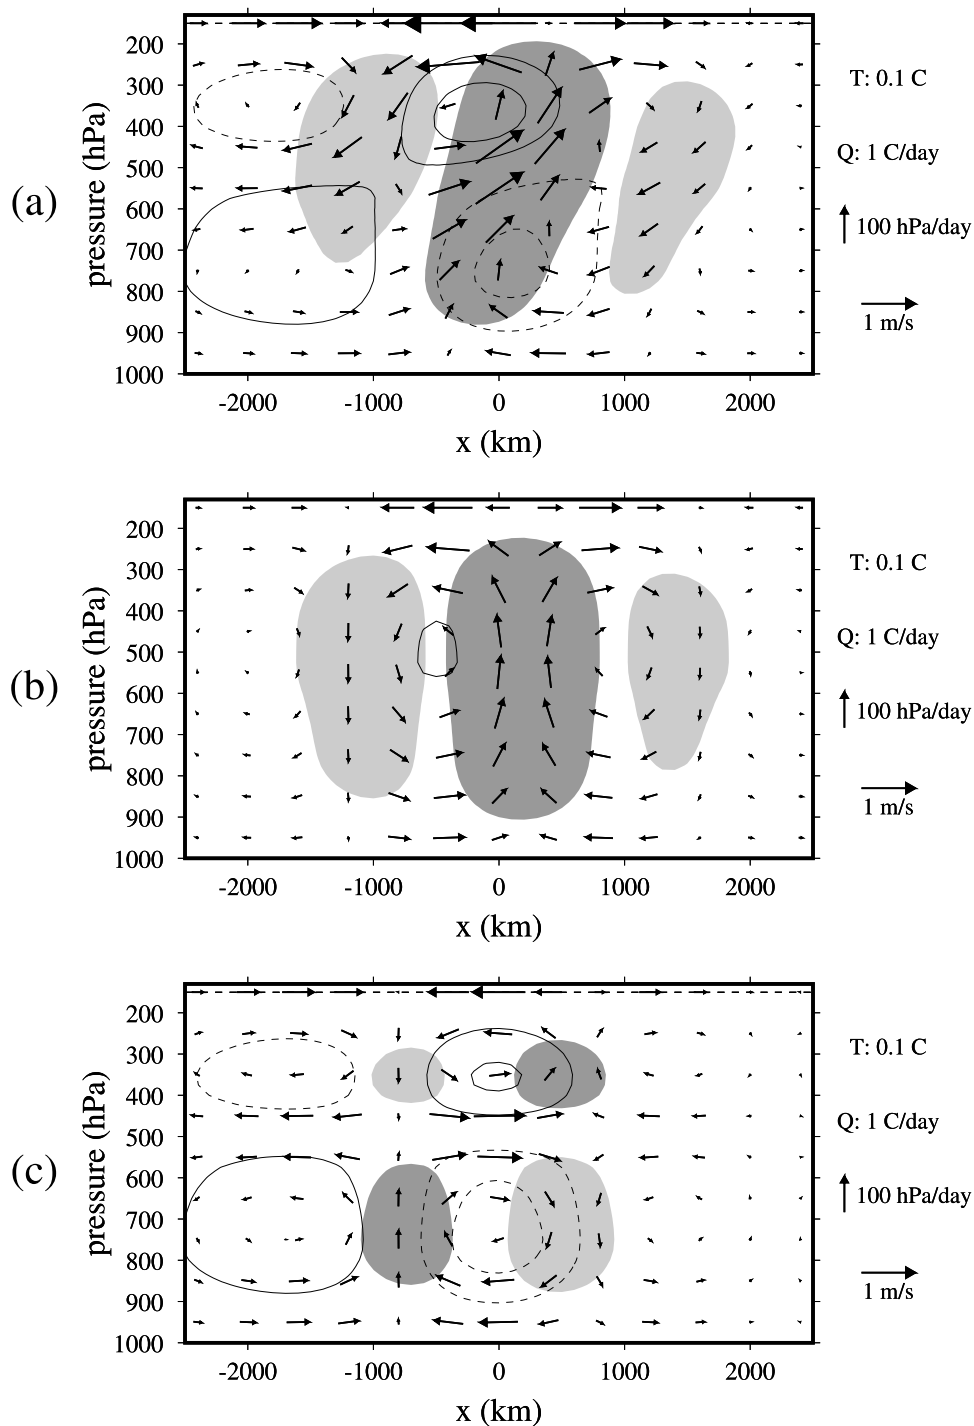 (a)
pressure (hPa)
200
300
400
500
600
700
800
900
1000
-2000
-1000
0
1000
2000
x (km)
T: 0.1 C
Q: 1 C/day
100 hPa/day
1 m/s
(b)
pressure (hPa)
200
300
400
500
600
700
800
900
1000
-2000
-1000
0
1000
2000
x (km)
T: 0.1 C
Q: 1 C/day
100 hPa/day
1 m/s
(c)
pressure (hPa)
200
300
400
500
600
700
800
900
1000
-2000
-1000
0
1000
2000
x (km)
T: 0.1 C
Q: 1 C/day
100 hPa/day
1 m/s